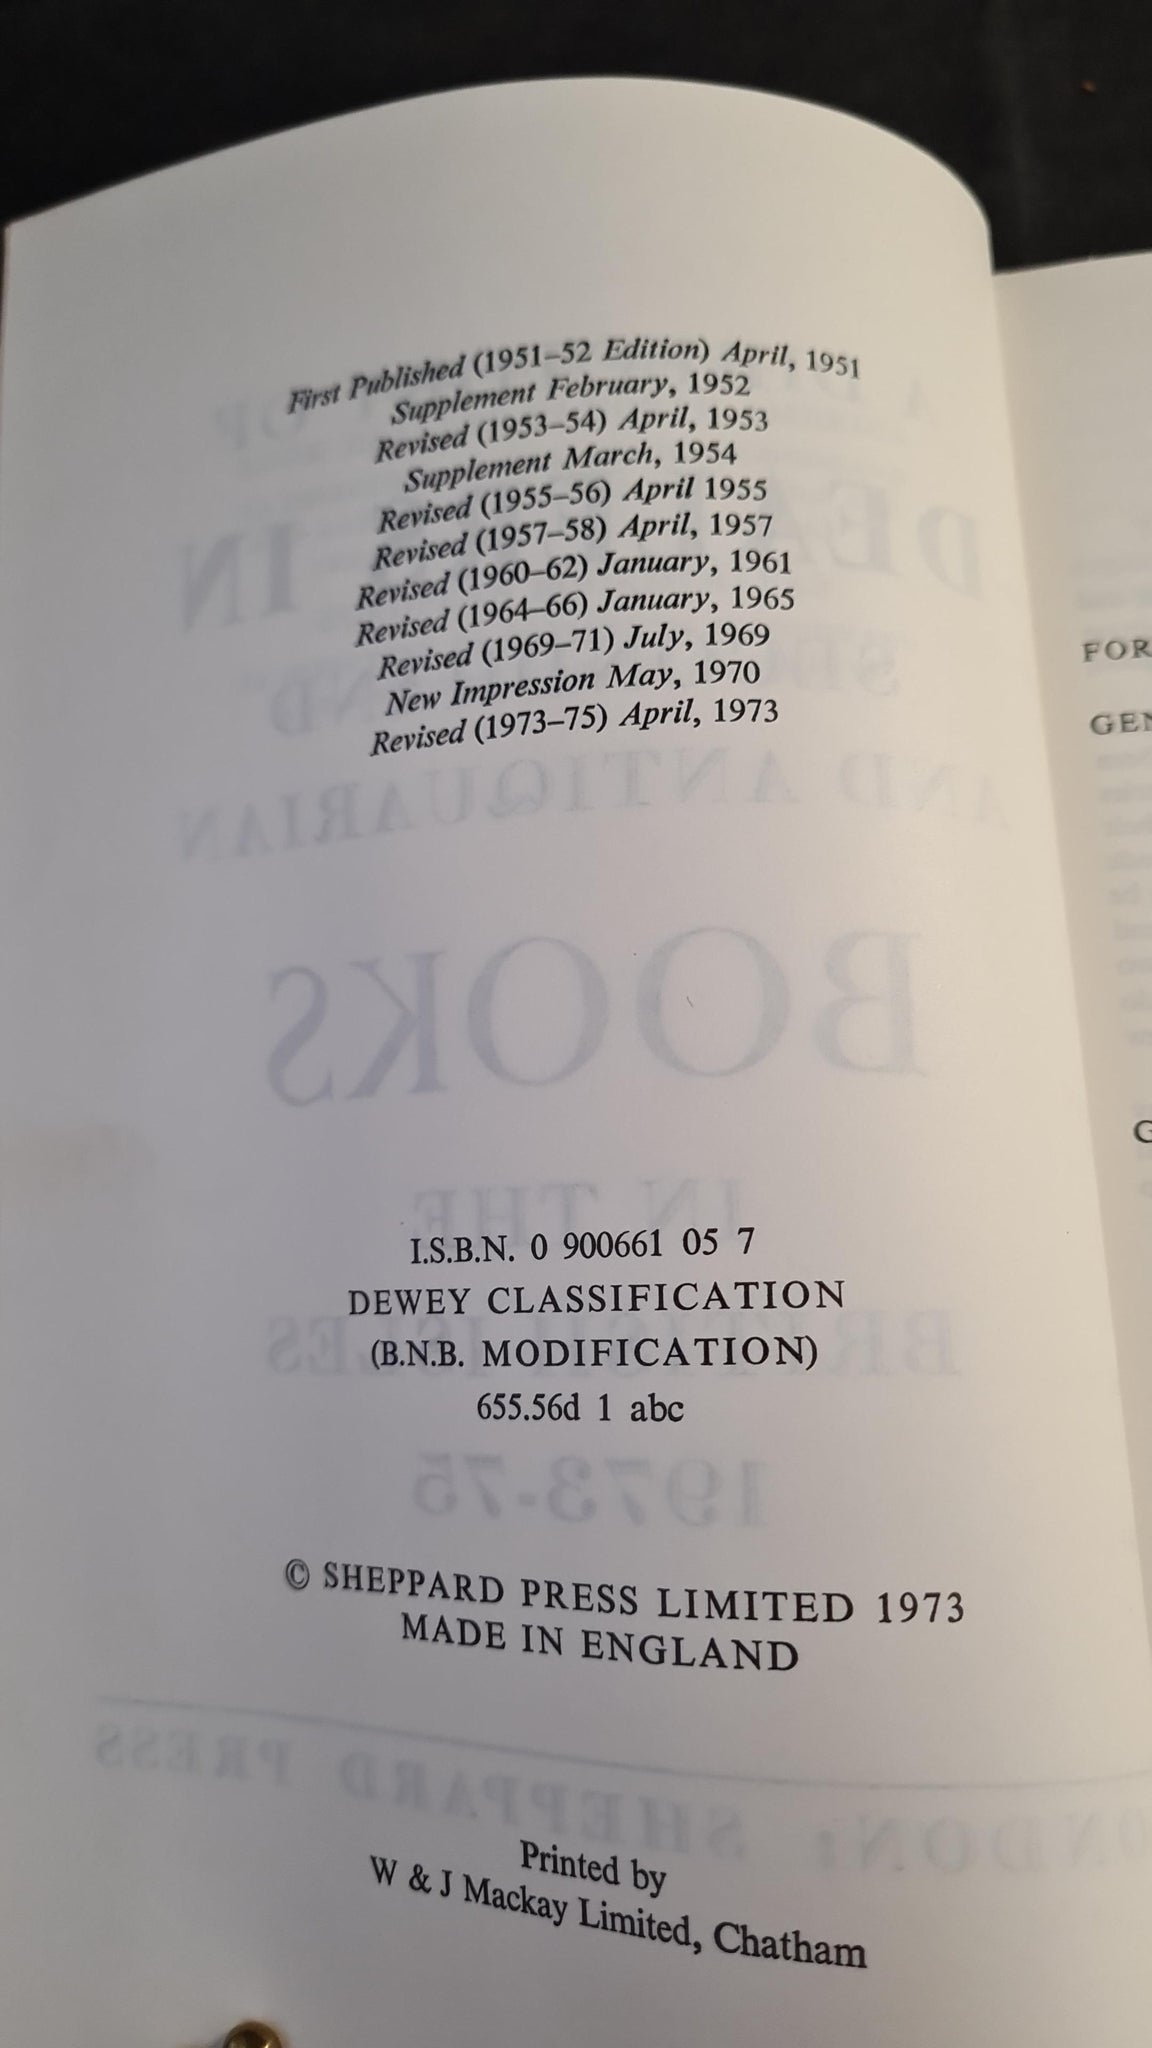 First Published (1951–52 Edition) April, 1951
Supplement February, 1952
Revised (1953–54) April, 1953
Supplement March, 1954
Revised (1955–56) April 1955
Revised (1957–58) April, 1957
Revised (1960–62) January, 1961
Revised (1964–66) January, 1965
Revised (1969–71) July, 1969
New Impression May, 1970
Revised (1973–75) April, 1973
I.S.B.N. 0 900661 05 7
DEWEY CLASSIFICATION
(B.N.B. MODIFICATION)
655.56d 1 abc
© SHEPPARD PRESS LIMITED 1973
MADE IN ENGLAND
Printed by
W & J Mackay Limited, Chatham
FOR
GEN